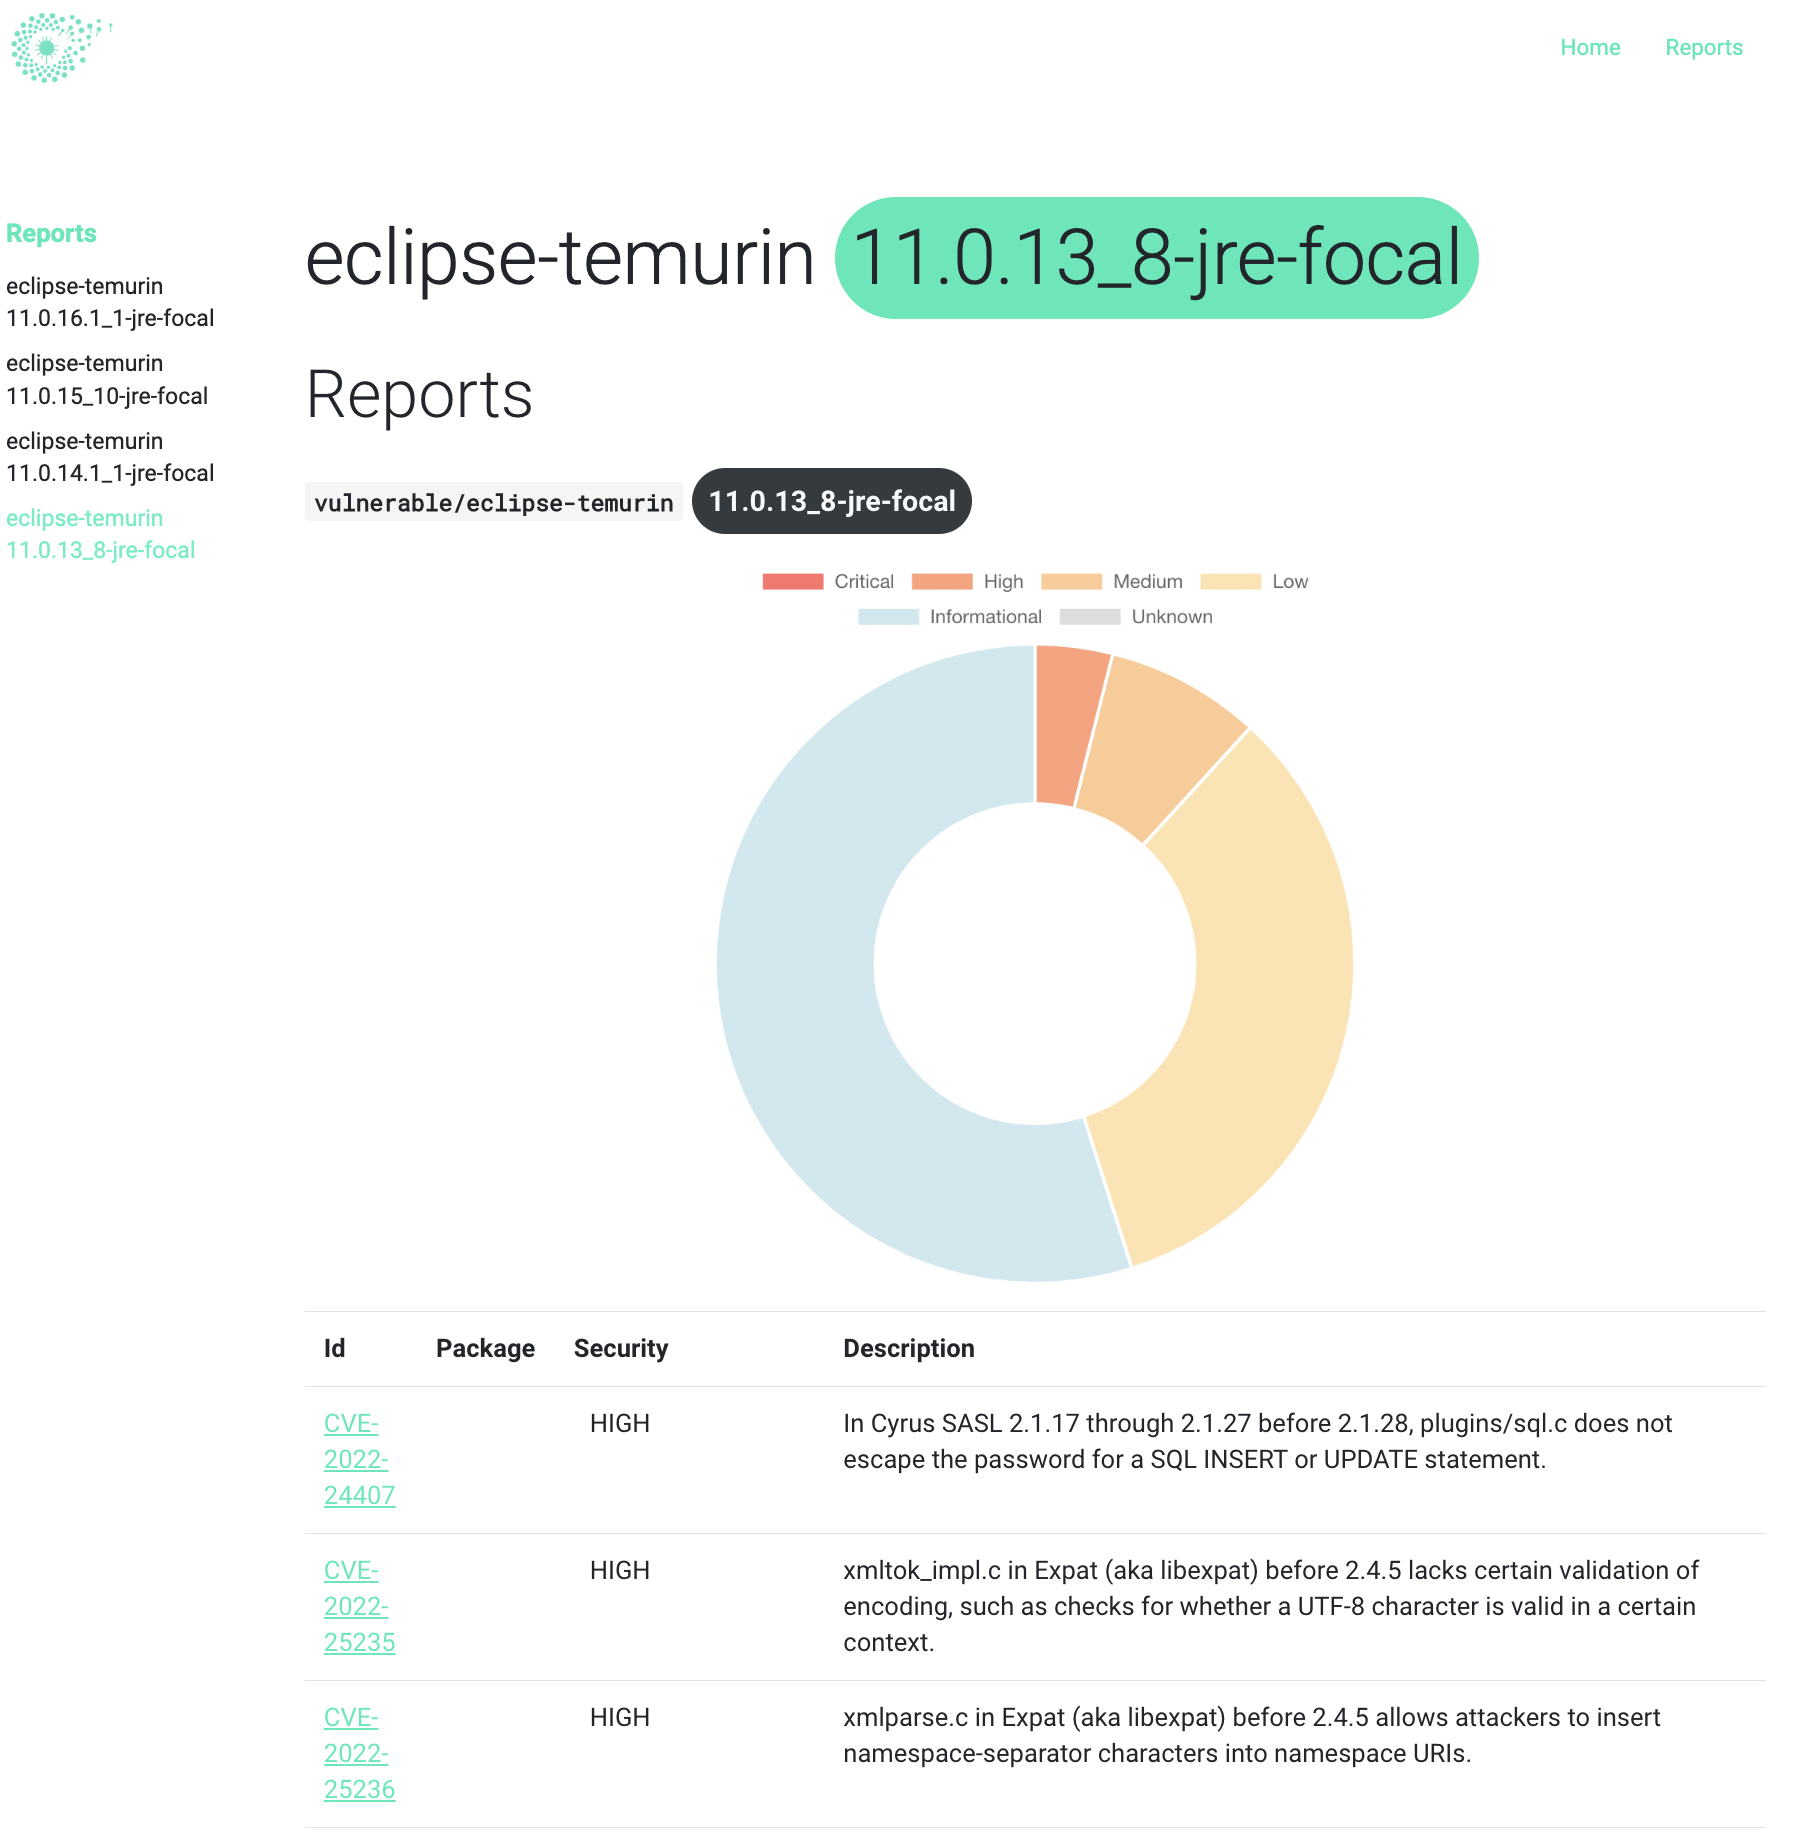 Home Reports
Reports
eclipse-temurin
11.0.16.1_1-jre-focal
eclipse-temurin
11.0.15_10-jre-focal
eclipse-temurin
11.0.14.1_1-jre-focal
eclipse-temurin
11.0.13_8-jre-focal
eclipse-temurin 11.0.13_8-jre-focal
Reports
vulnerable/eclipse-temurin 11.0.13_8-jre-focal
Critical High Medium Low
Informational Unknown
Id Package Security Description
CVE-
2022-
24407
HIGH
In Cyrus SASL 2.1.17 through 2.1.27 before 2.1.28, plugins/sql.c does not
escape the password for a SQL INSERT or UPDATE statement.
CVE-
2022-
25235
HIGH
xmltok_impl.c in Expat (aka libexpat) before 2.4.5 lacks certain validation of
encoding, such as checks for whether a UTF-8 character is valid in a certain
context.
CVE-
2022-
25236
HIGH
xmlparse.c in Expat (aka libexpat) before 2.4.5 allows attackers to insert
namespace-separator characters into namespace URIs.